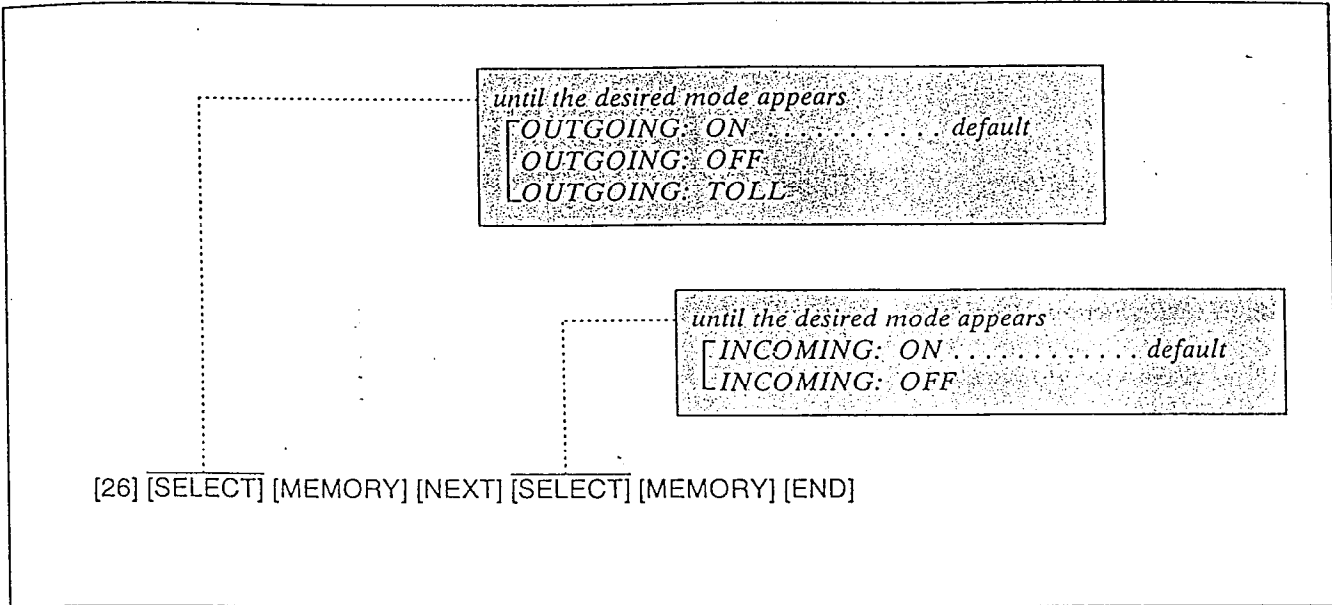 until the desired mode appears
OUTGOING: ON ............ default
OUTGOING: OFF
OUTGOING: TOLL
until the desired mode appears
INCOMING: ON ............ default
INCOMING: OFF
[26] [SELECT] [MEMORY] [NEXT] [SELECT] [MEMORY] [END]